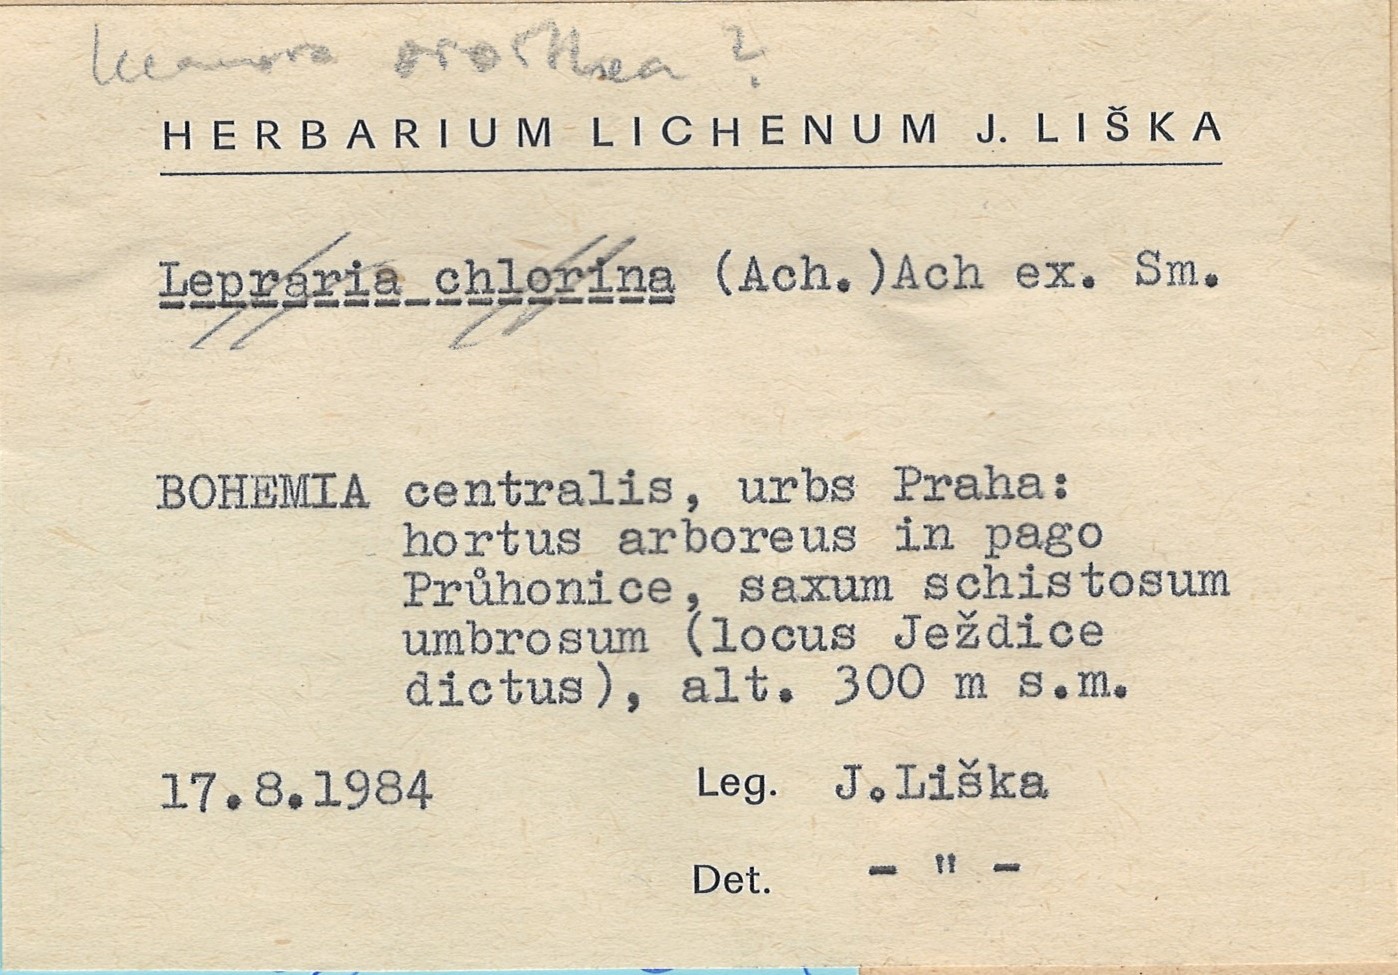 Lecanora orosthea ?
HERBARIUM LICHENUM J. LIŠKA
Lepraria chlorina (Ach.)Ach ex. Sm.
BOHEMIA centralis, urbs Praha:
hortus arboreus in pago
Průhonice, saxum schistosum
umbrosum (locus Ježdice
dictus), alt. 300 m s.m.
17.8.1984 Leg. J.Liška
Det. - " -